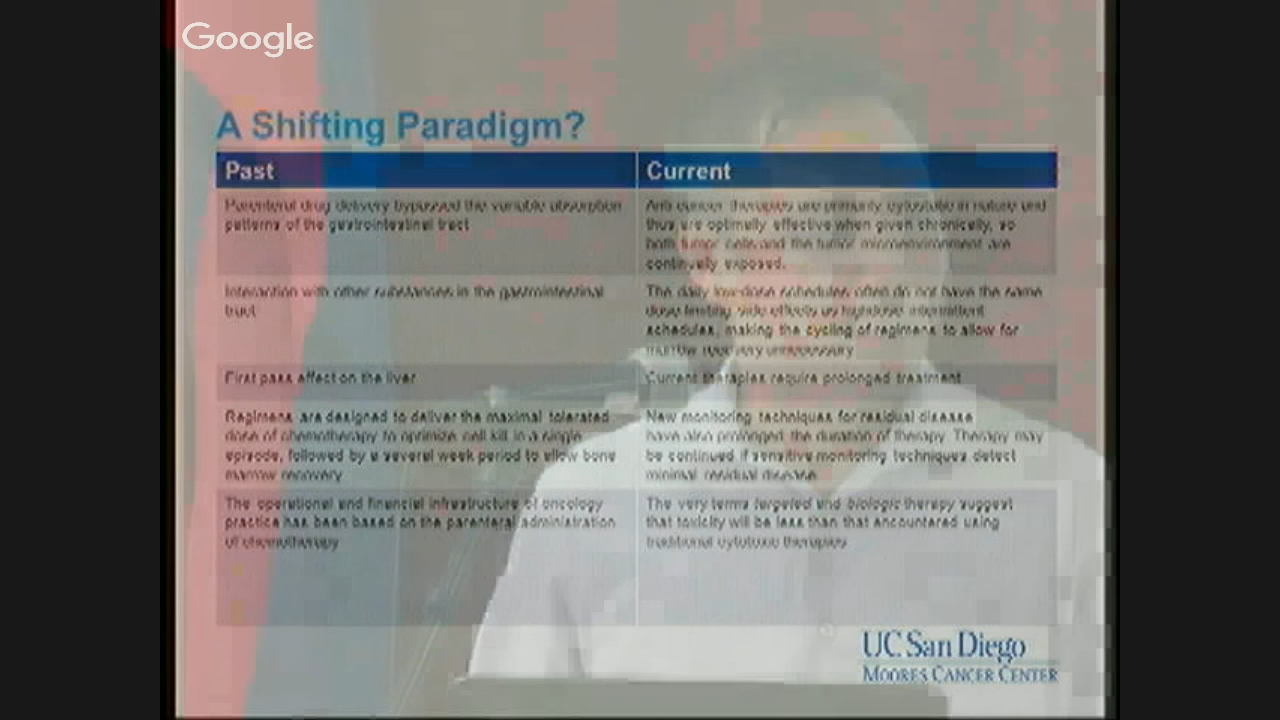 Google
A Shifting Paradigm?
Past
Current
Parenteral drug delivery bypassed the variable absorption
patterns of the gastrointestinal tract
Anti-cancer therapies are primarily cytostatic in nature and
thus are optimally effective when given chronically, so
both tumor cells and the tumor microenvironment are
continually exposed.
Interaction with other substances in the gastrointestinal
tract
The daily low-dose schedules often do not have the same
dose-limiting side effects as high-dose intermittent
schedules, making the cycling of regimens to allow for
marrow recovery unnecessary
First pass effect on the liver
Current therapies require prolonged treatment
Regimens are designed to deliver the maximal tolerated
dose of chemotherapy to optimize cell kill in a single
episode, followed by a several week period to allow bone
marrow recovery
New monitoring techniques for residual disease
have also prolonged the duration of therapy. Therapy may
be continued if sensitive monitoring techniques detect
minimal residual disease.
The operational and financial infrastructure of oncology
practice has been based on the parenteral administration
of chemotherapy
The very terms targeted and biologic therapy suggest
that toxicity will be less than that encountered using
traditional cytotoxic therapies
UC San Diego
MOORES CANCER CENTER